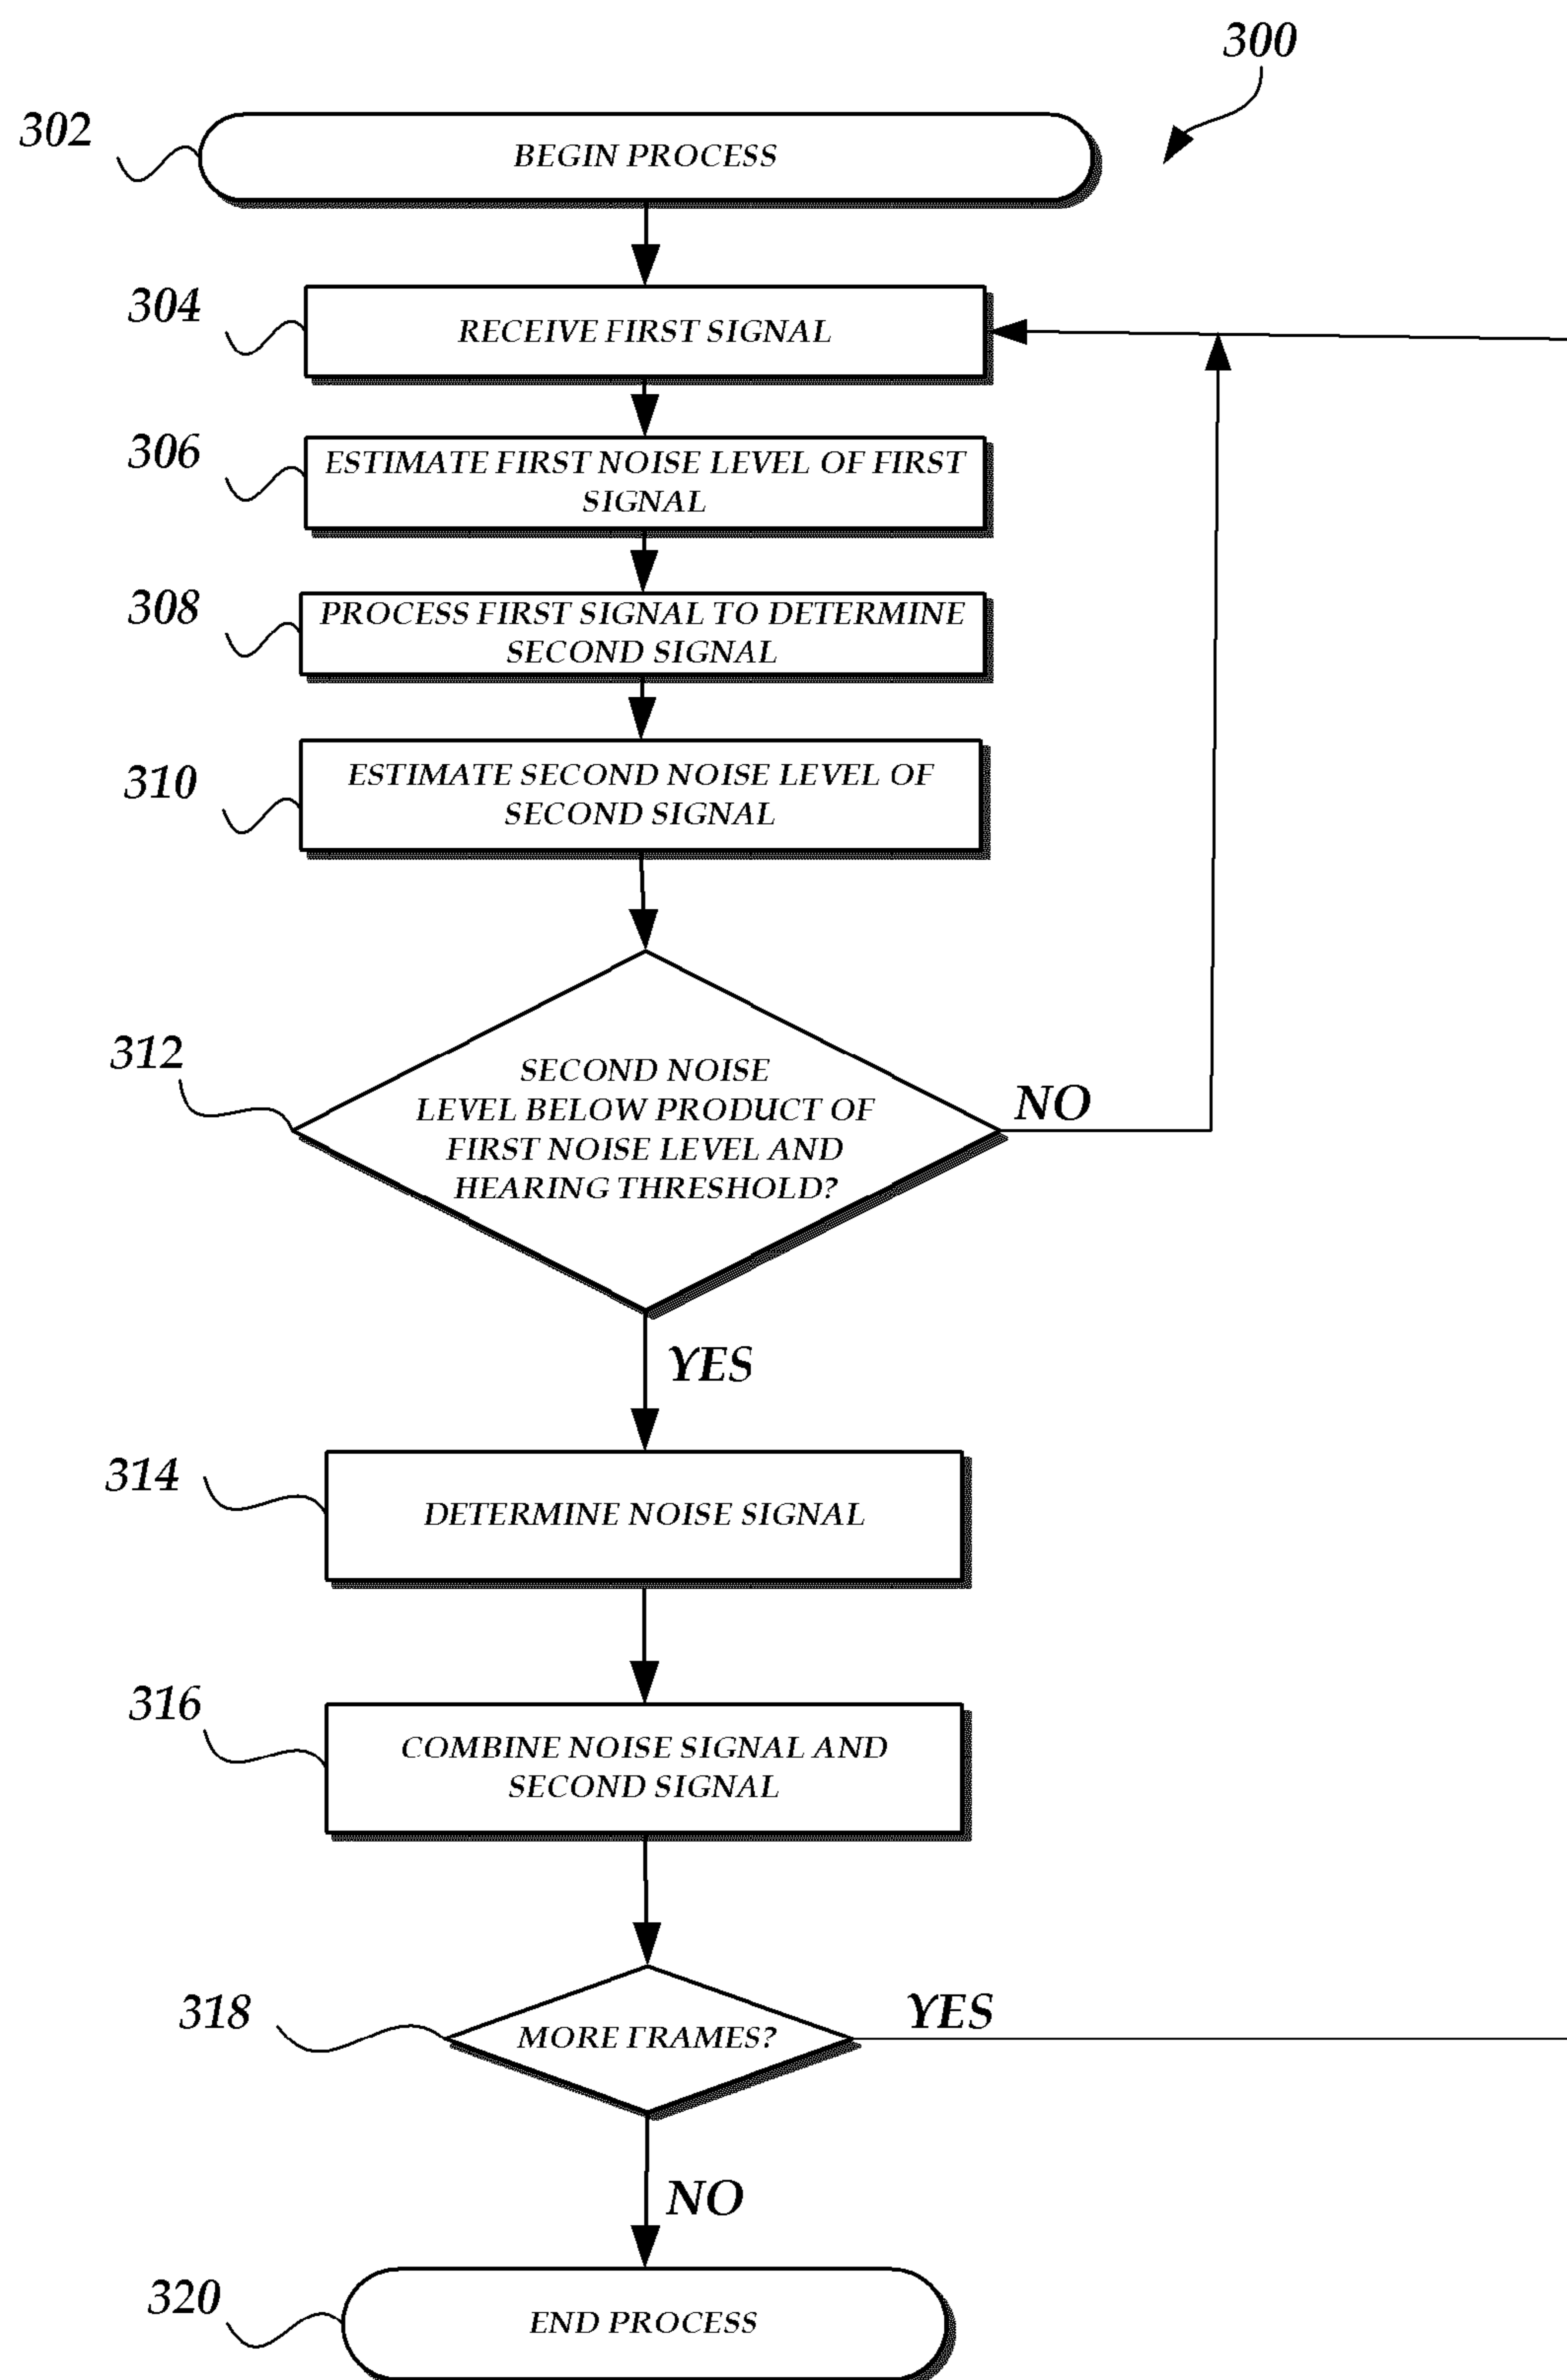 300
302
BEGIN PROCESS
304
RECEIVE FIRST SIGNAL
306
ESTIMATE FIRST NOISE LEVEL OF FIRST
SIGNAL
308
PROCESS FIRST SIGNAL TO DETERMINE
SECOND SIGNAL
310
ESTIMATE SECOND NOISE LEVEL OF
SECOND SIGNAL
312
SECOND NOISE
LEVEL BELOW PRODUCT OF
FIRST NOISE LEVEL AND
HEARING THRESHOLD?
NO
YES
314
DETERMINE NOISE SIGNAL
316
COMBINE NOISE SIGNAL AND
SECOND SIGNAL
318
MORE FRAMES?
YES
NO
320
END PROCESS